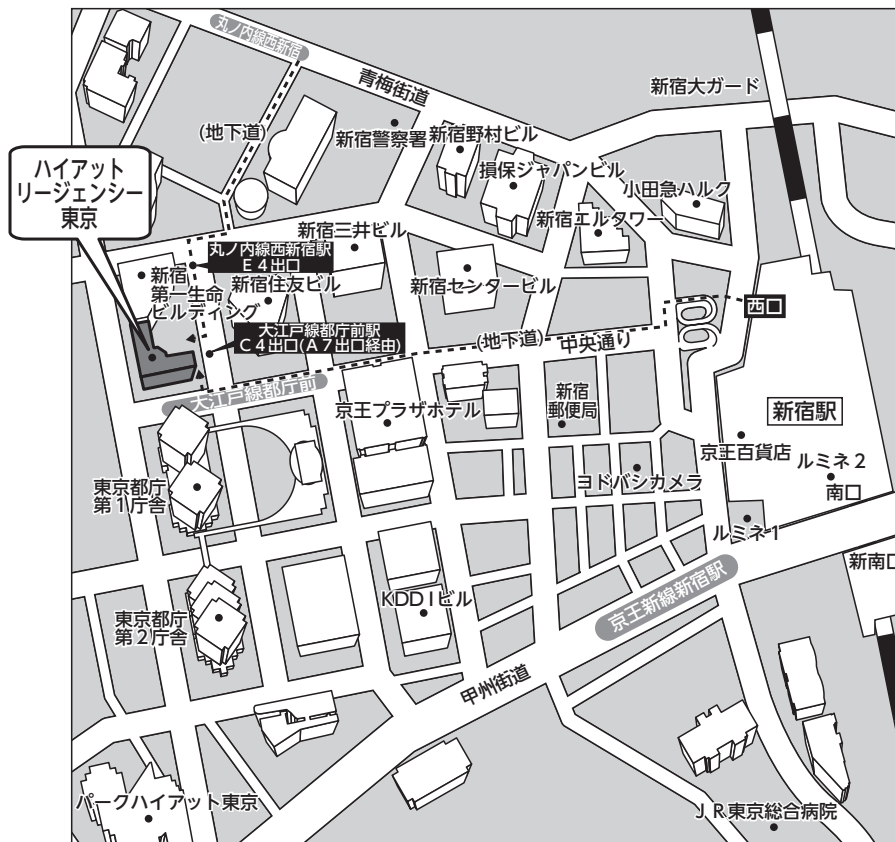 丸ノ内線西新宿
青梅街道
新宿大ガード
(地下道)
新宿警察署
新宿野村ビル
損保ジャパンビル
小田急ハルク
ハイアット
リージェンシー
東京
新宿三井ビル
新宿エルタワー
丸ノ内線西新宿駅
E4出口
新宿
第一生命
ビルディング
新宿住友ビル
新宿センタービル
西口
大江戸線都庁前駅
C4出口(A7出口経由)
(地下道)
中央通り
大江戸線都庁前
京王プラザホテル
新宿
郵便局
新宿駅
京王百貨店
ルミネ2
南口
東京都庁
第1庁舎
ヨドバシカメラ
ルミネ1
新南口
京王新線新宿駅
KDDIビル
東京都庁
第2庁舎
甲州街道
パークハイアット東京
JR東京総合病院